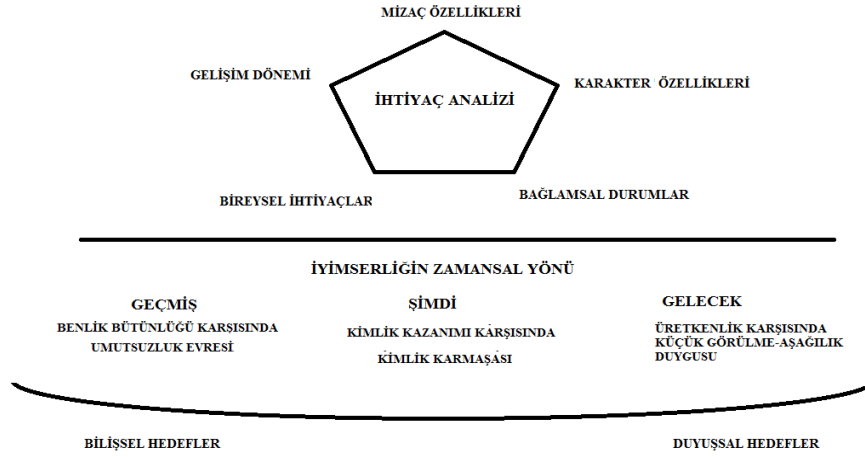 MİZAÇ ÖZELLİKLERİ
GELİŞİM DÖNEMİ
İHTİYAÇ ANALİZİ
KARAKTER ÖZELLİKLERİ
BİREYSEL İHTİYAÇLAR
BAĞLAMSAL DURUMLAR
İYİMSERLİĞİN ZAMANSAL YÖNÜ
GEÇMİŞ
BENLİK BÜTÜNLÜĞÜ KARŞISINDA
UMUTSUZLUK EVRESİ
ŞİMDİ
KİMLİK KAZANIMI KARŞISINDA
KİMLİK KARMAŞASI
GELECEK
ÜRETKENLİK KARŞISINDA
KÜÇÜK GÖRÜLME-AŞAĞILIK
DUYGUSU
BİLİŞSEL HEDEFLER
DUYUŞSAL HEDEFLER